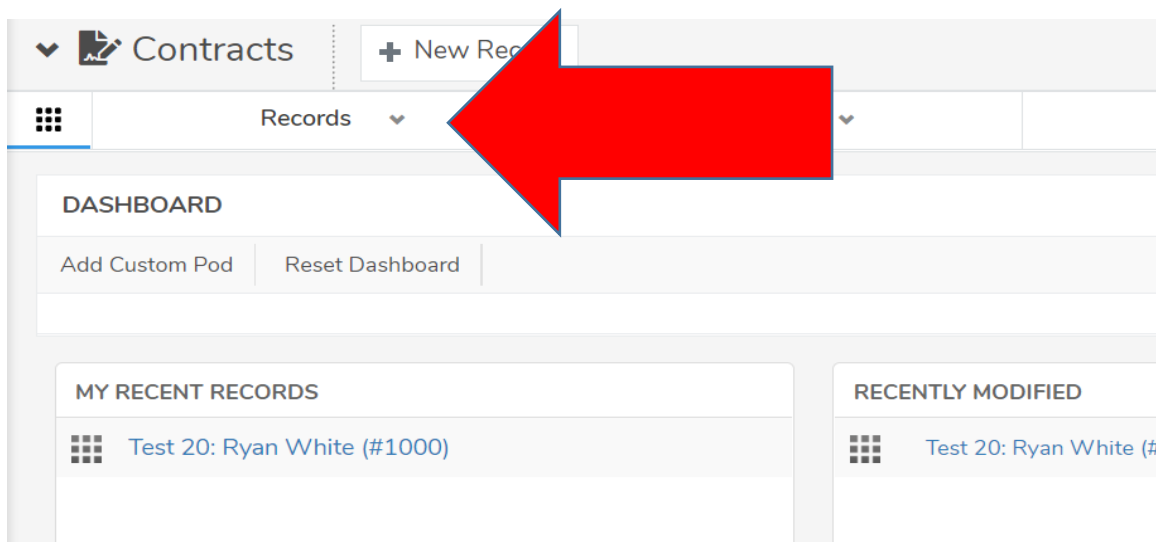 Contracts
New
Records
DASHBOARD
Add Custom Pod Reset Dashboard
MY RECENT RECORDS
RECENTLY MODIFIED
Test 20: Ryan White (#1000)
Test 20: Ryan White (#